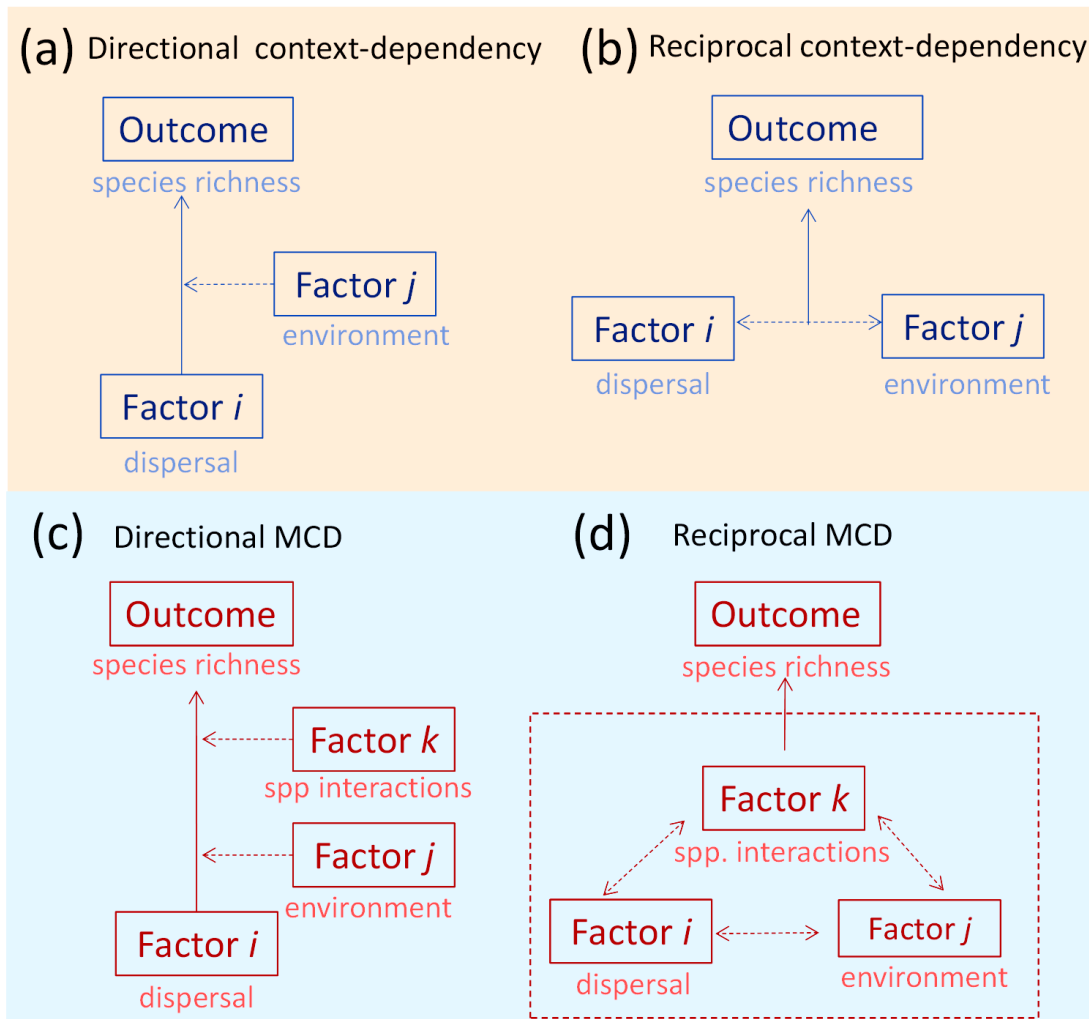 (a) Directional context-dependency
Outcome
species richness
Factor j
environment
Factor i
dispersal
(b) Reciprocal context-dependency
Outcome
species richness
Factor i
dispersal
Factor j
environment
(c) Directional MCD
Outcome
species richness
Factor k
spp interactions
Factor j
environment
Factor i
dispersal
(d) Reciprocal MCD
Outcome
species richness
Factor k
spp. interactions
Factor i
dispersal
Factor j
environment